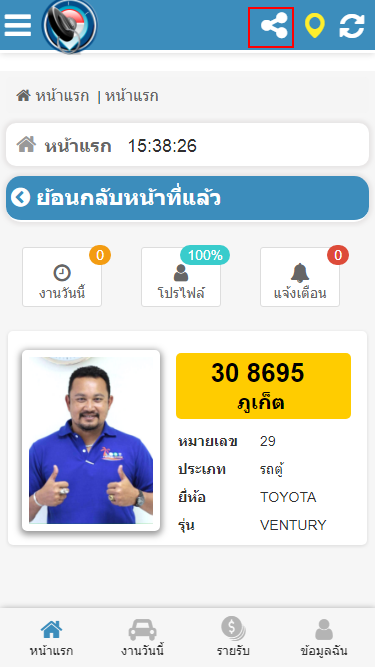 หน้าแรก | หน้าแรก
หน้าแรก 15:38:26
ย้อนกลับหน้าที่แล้ว
0 100% 0
งานวันนี้ โปรไฟล์ แจ้งเตือน
30 8695
ภูเก็ต
หมายเลข 29
ประเภท รถตู้
ยี่ห้อ TOYOTA
รุ่น VENTURY
หน้าแรก งานวันนี้ รายรับ ข้อมูลฉัน